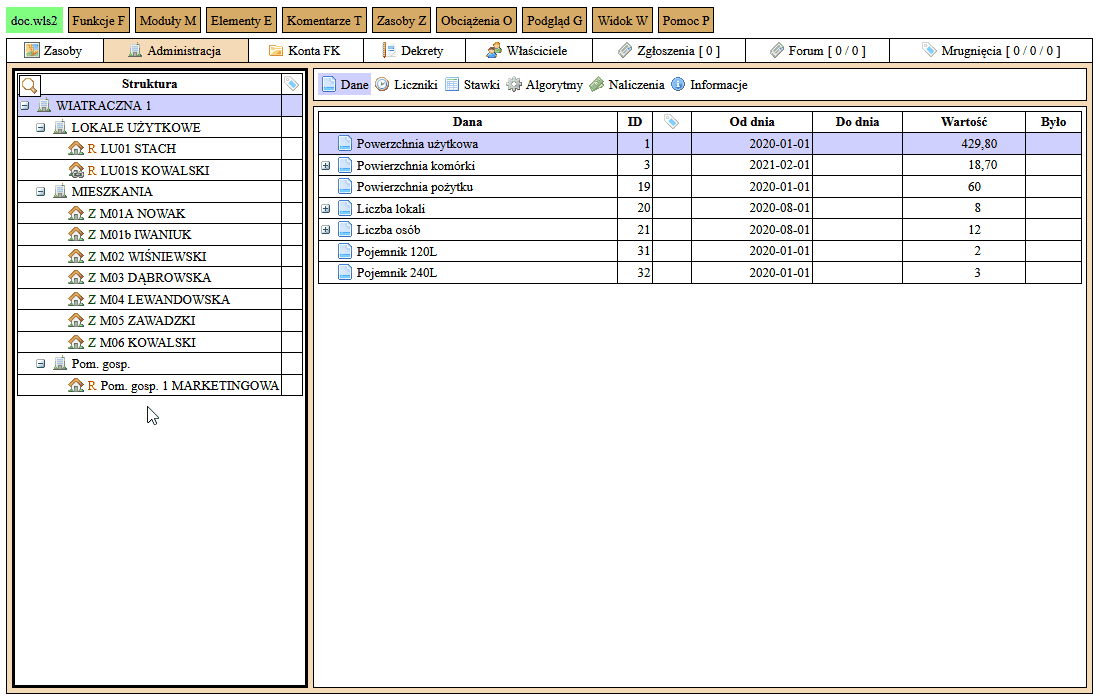 doc.wls2 Funkcje F Moduły M Elementy E Komentarze T Zasoby Z Obciążenia O Podgląd G Widok W Pomoc P
Zasoby Administracja Konta FK Dekrety Właściciele Zgłoszenia [ 0 ] Forum [ 0 / 0 ] Mrugnięcia [ 0 / 0 / 0 ]
Struktura
WIATRACZNA 1
LOKALE UŻYTKOWE
R LU01 STACH
R LU01S KOWALSKI
MIESZKANIA
Z M01A NOWAK
Z M01b IWANIUK
Z M02 WIŚNIEWSKI
Z M03 DĄBROWSKA
Z M04 LEWANDOWSKA
Z M05 ZAWADZKI
Z M06 KOWALSKI
Pom. gosp.
R Pom. gosp. 1 MARKETINGOWA
Dane Liczniki Stawki Algorytmy Naliczenia Informacje
Dana ID Od dnia Do dnia Wartość Było
Powerzchnia użytkowa 1 2020-01-01 429,80
Powierzchnia komórki 3 2021-02-01 18,70
Powierzchnia pożytku 19 2020-01-01 60
Liczba lokali 20 2020-08-01 8
Liczba osób 21 2020-08-01 12
Pojemnik 120L 31 2020-01-01 2
Pojemnik 240L 32 2020-01-01 3